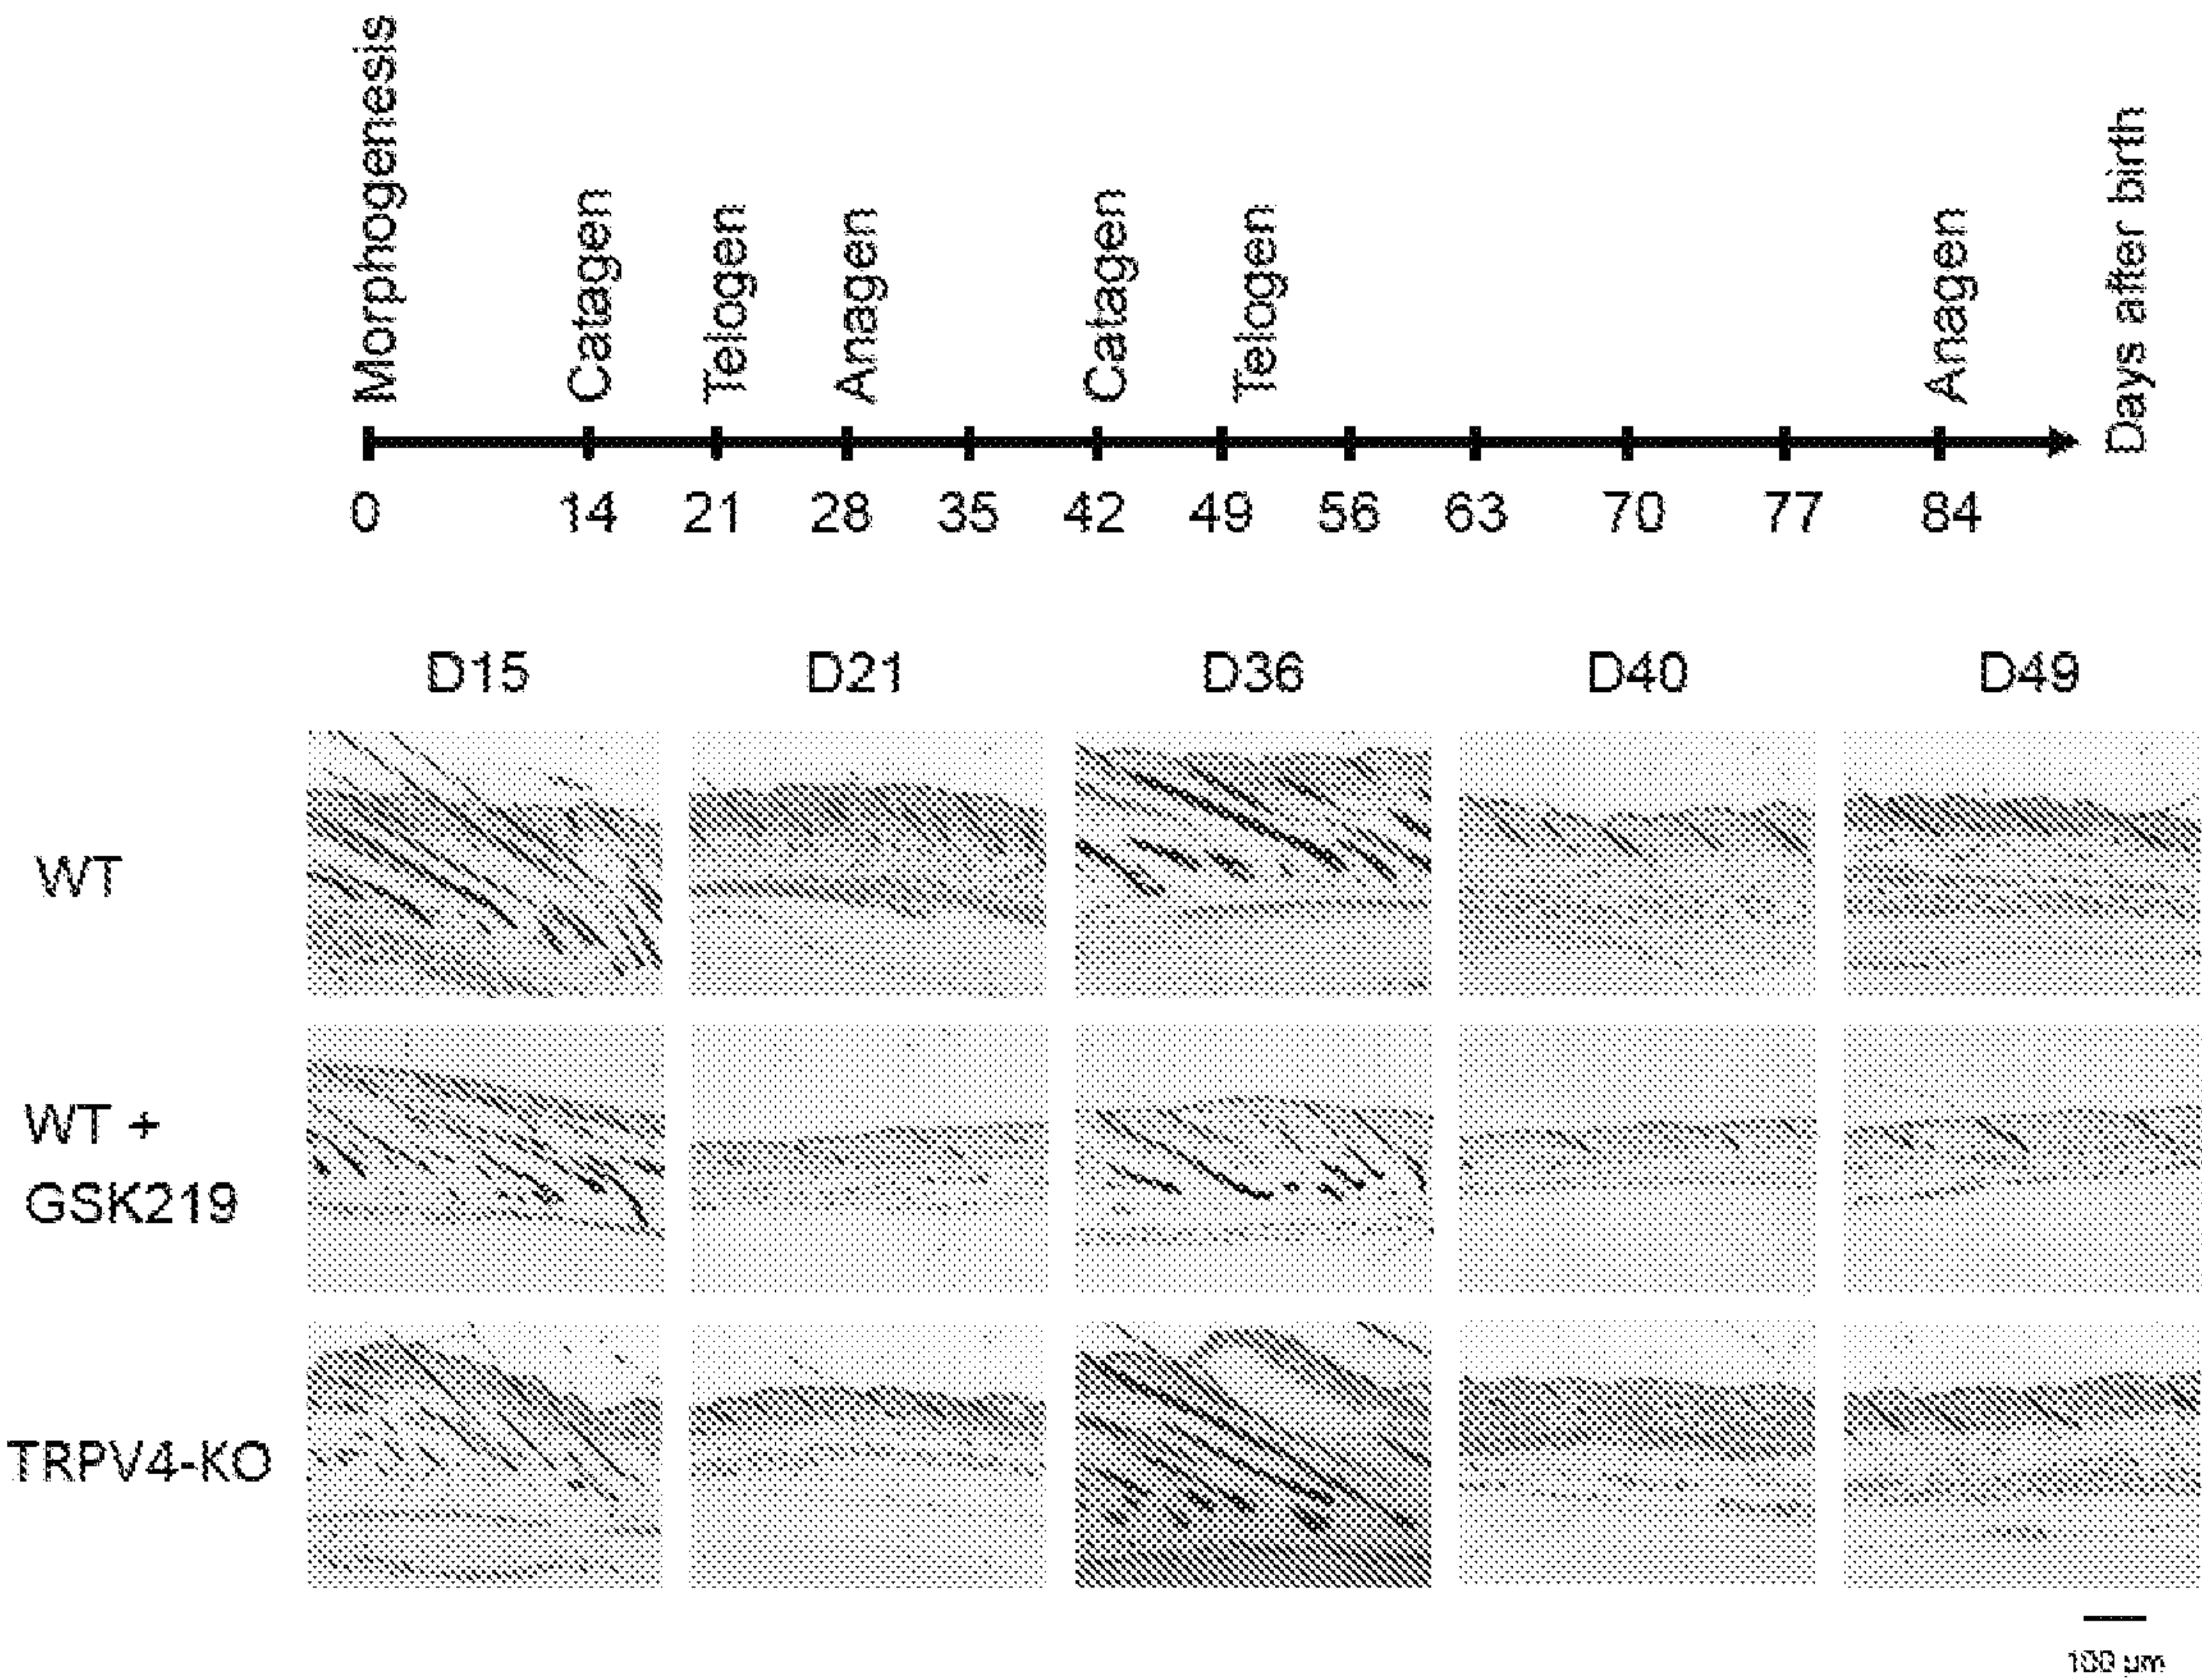 Morphogenesis
Catagen
Telogen
Anagen
Catagen
Telogen
Anagen
Days after birth
0 14 21 28 35 42 49 56 63 70 77 84
D15 D21 D36 D40 D49
WT
WT +
GSK219
TRPV4-KO
100 µm